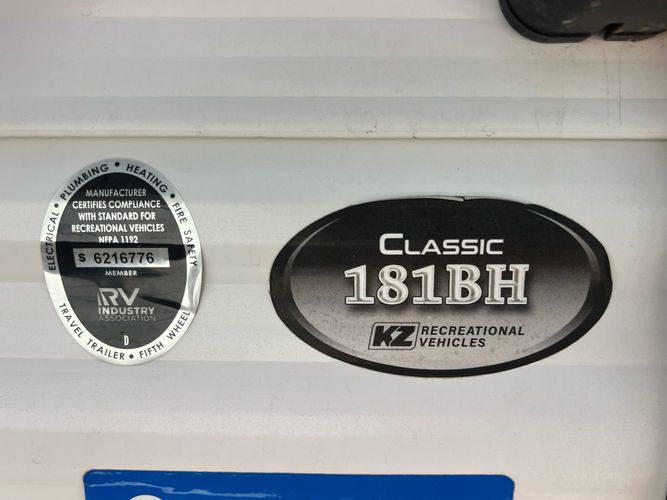 ELECTRICAL • PLUMBING • HEATING • FIRE SAFETY
MANUFACTURER
CERTIFIES COMPLIANCE
WITH STANDARD FOR
RECREATIONAL VEHICLES
NFPA 1192
S 6216776
MEMBER
RV
INDUSTRY
ASSOCIATION
D
TRAVEL TRAILER • FIFTH WHEEL
CLASSIC
181BH
KZ RECREATIONAL
VEHICLES